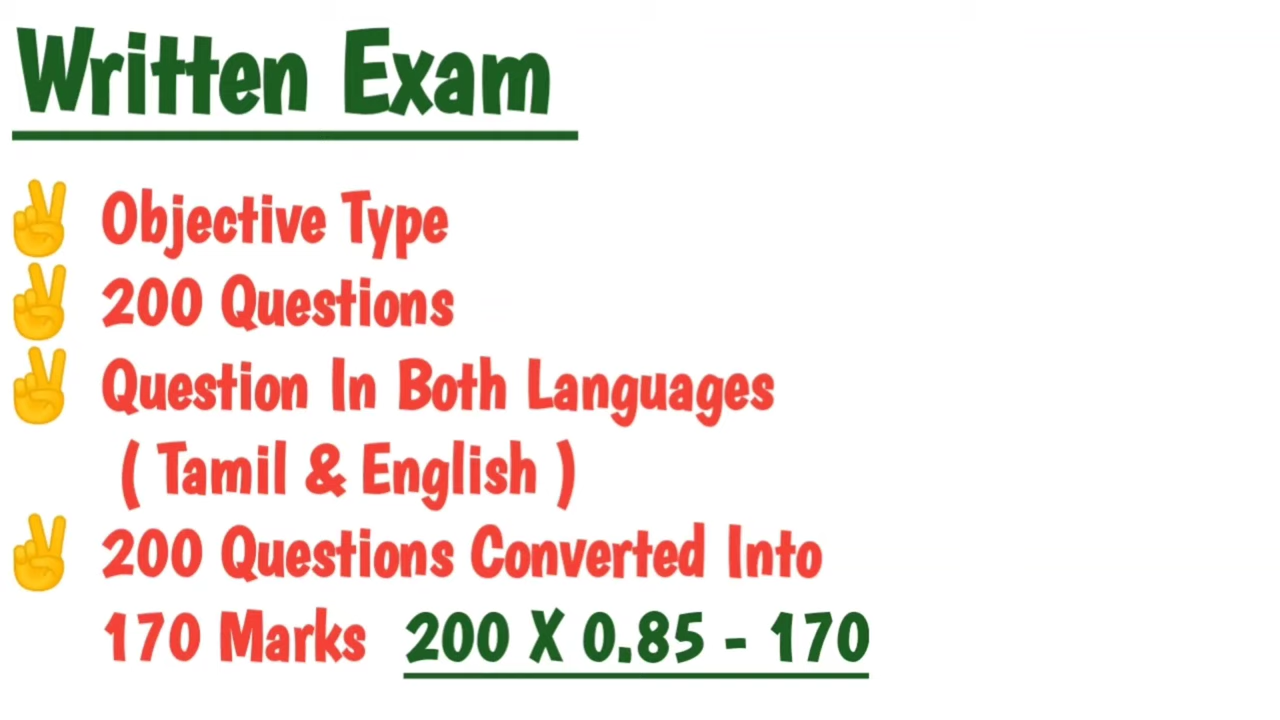 Written Exam
✌ Objective Type
✌ 200 Questions
✌ Question In Both Languages
( Tamil & English )
✌ 200 Questions Converted Into
170 Marks 200 X 0.85 - 170